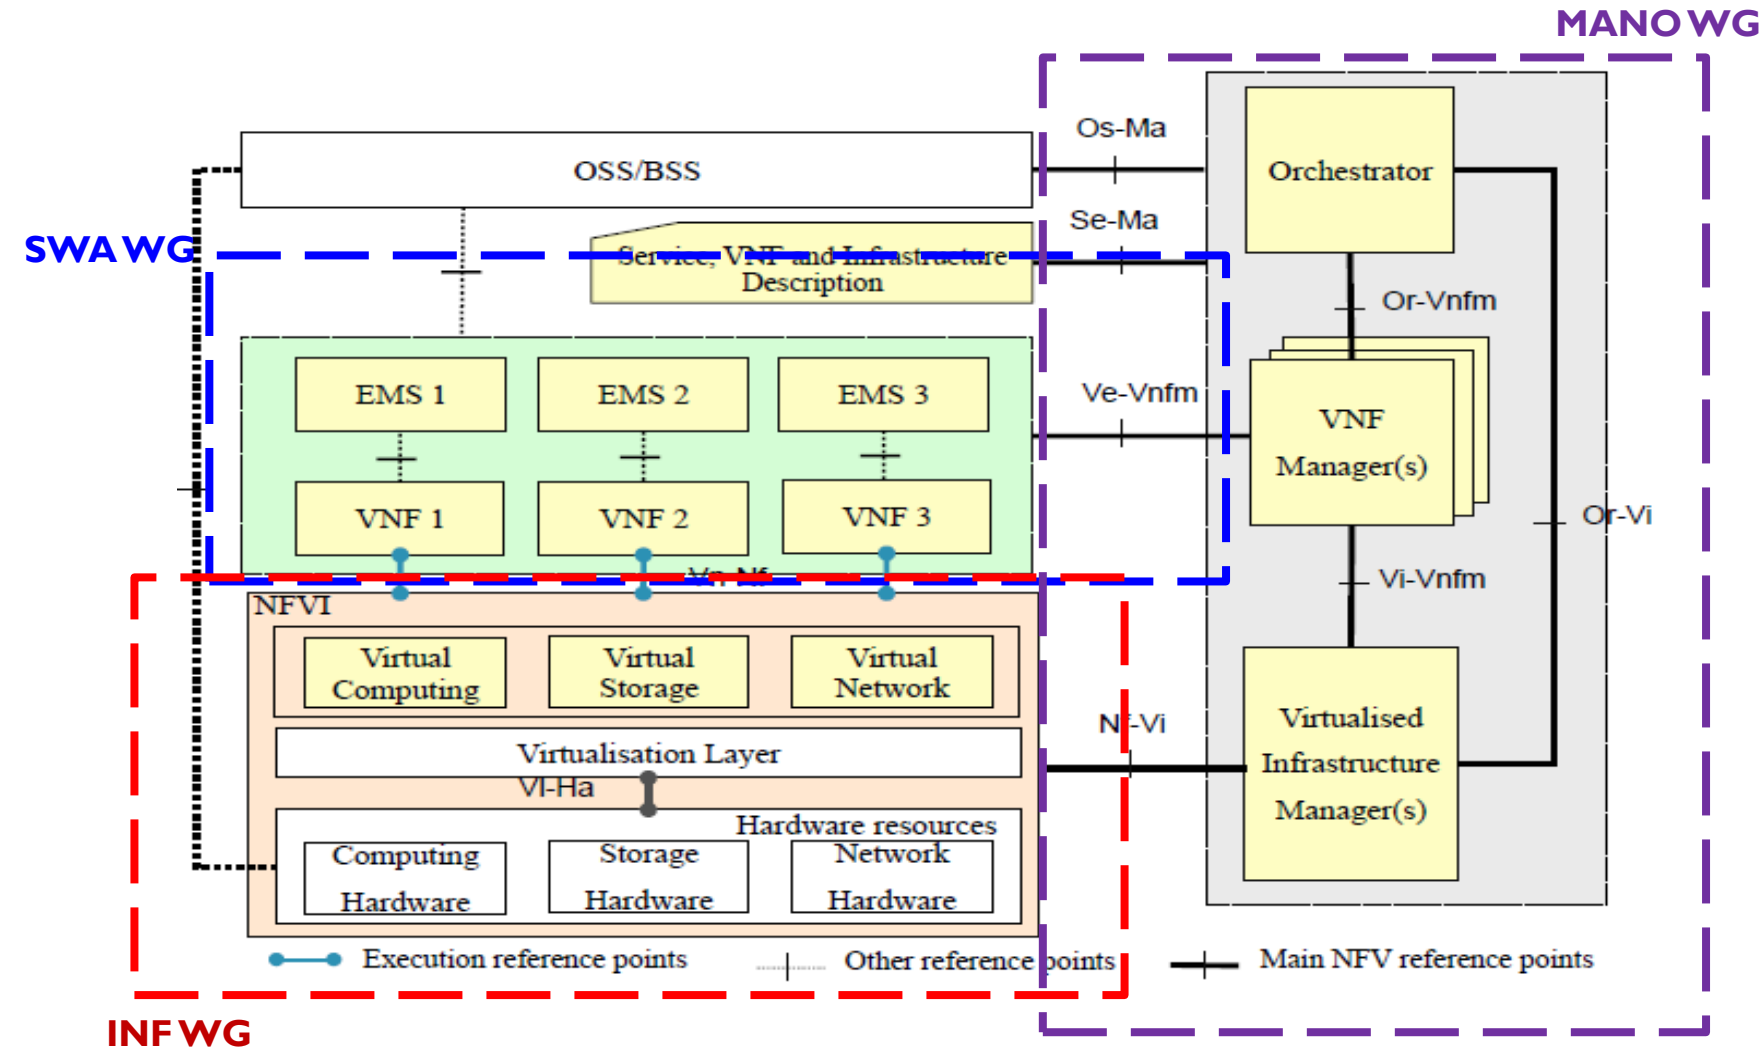 MANO WG
Os-Ma
OSS/BSS
Orchestrator
Se-Ma
SWA WG
Service, VNF and Infrastructure
Description
Or-Vnfm
EMS 1
EMS 2
EMS 3
Ve-Vnfm
VNF
Manager(s)
VNF 1
VNF 2
VNF 3
Or-Vi
Vn-Nf
Vi-Vnfm
NFVI
Virtual
Computing
Virtual
Storage
Virtual
Network
Nf-Vi
Virtualised
Infrastructure
Manager(s)
Virtualisation Layer
Vl-Ha
Hardware resources
Computing
Hardware
Storage
Hardware
Network
Hardware
Execution reference points
Other reference points
Main NFV reference points
INF WG